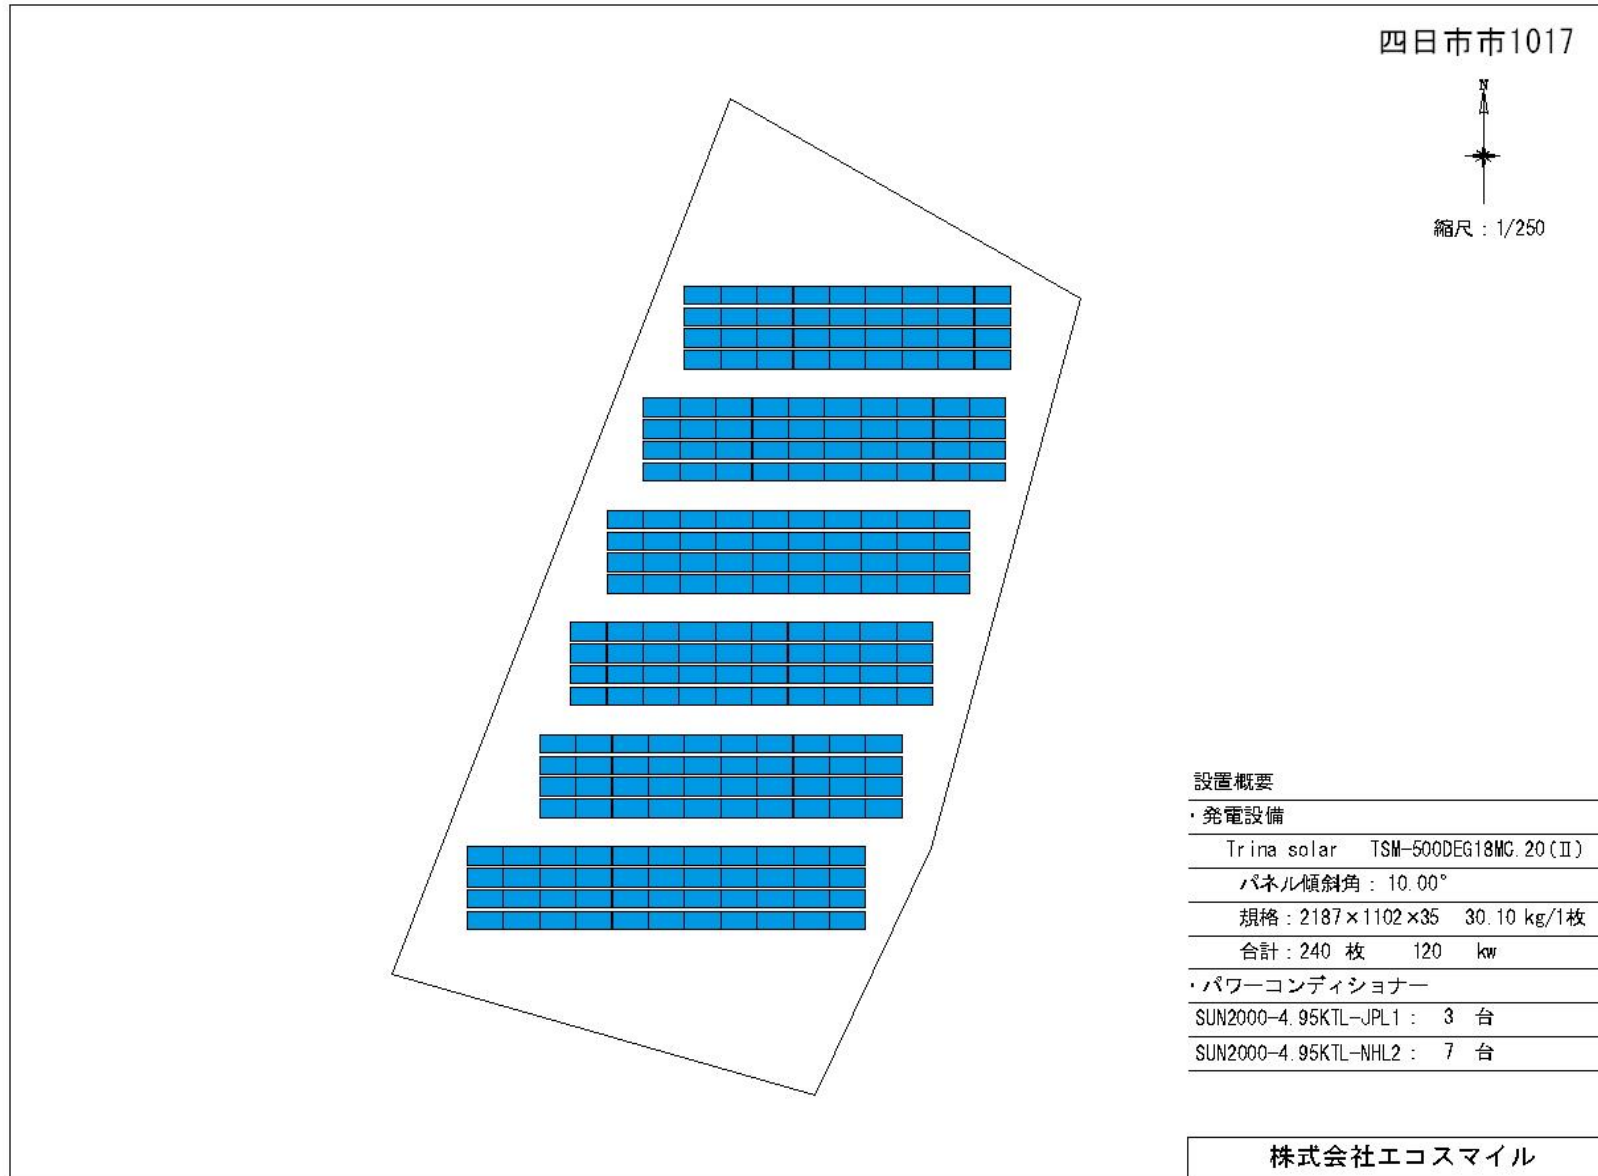 四日市市1017
N
縮尺：1/250
設置概要
・発電設備
Trina solar TSM-500DEG18MC.20(Ⅱ)
パネル傾斜角：10.00°
規格：2187×1102×35 30.10 kg/1枚
合計：240 枚 120 kw
・パワーコンディショナー
SUN2000-4.95KTL-JPL1： 3 台
SUN2000-4.95KTL-NHL2： 7 台
株式会社エコスマイル